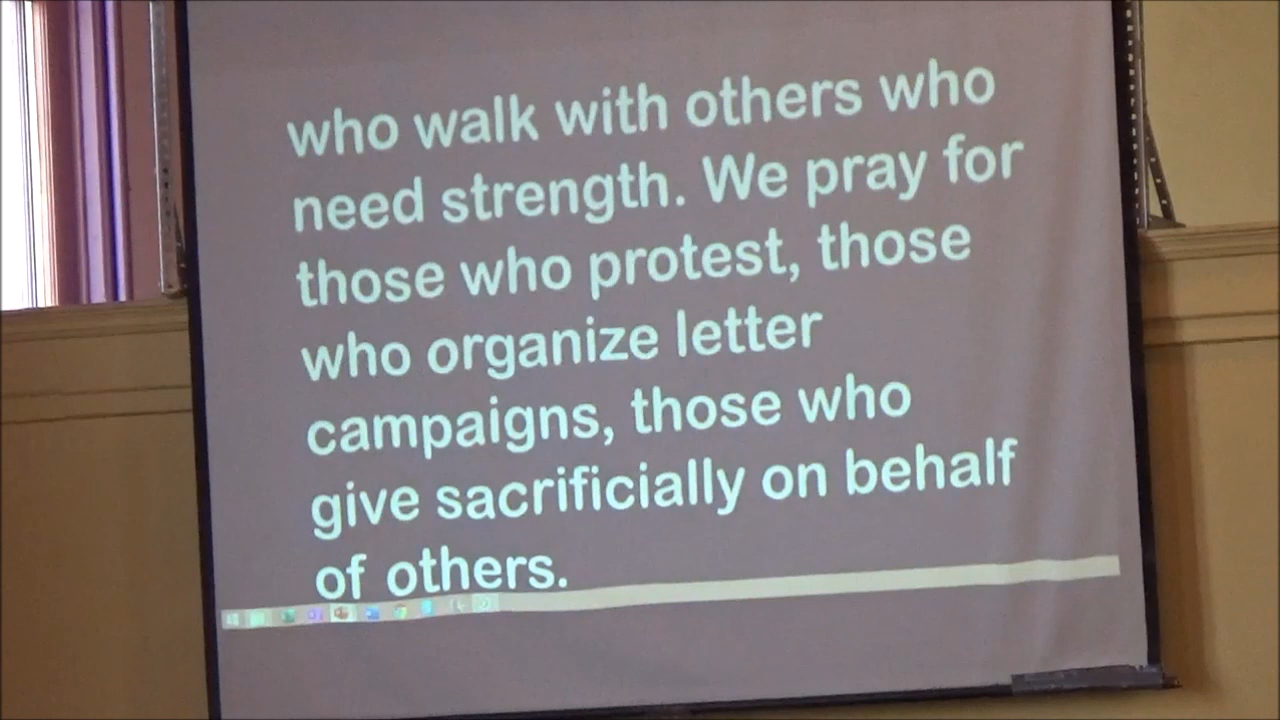 who walk with others who
need strength. We pray for
those who protest, those
who organize letter
campaigns, those who
give sacrificially on behalf
of others.